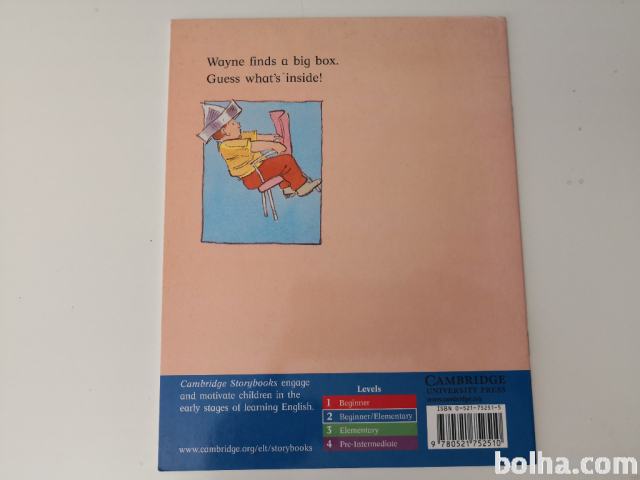 Wayne finds a big box.
Guess what's inside!
Cambridge Storybooks engage
and motivate children in the
early stages of learning English.
www.cambridge.org/elt/storybooks
Levels
1 Beginner
2 Beginner/Elementary
3 Elementary
4 Pre-Intermediate
CAMBRIDGE
UNIVERSITY PRESS
www.cambridge.org
ISBN 0-521-75251-5
9 780521 752510
bolha.com